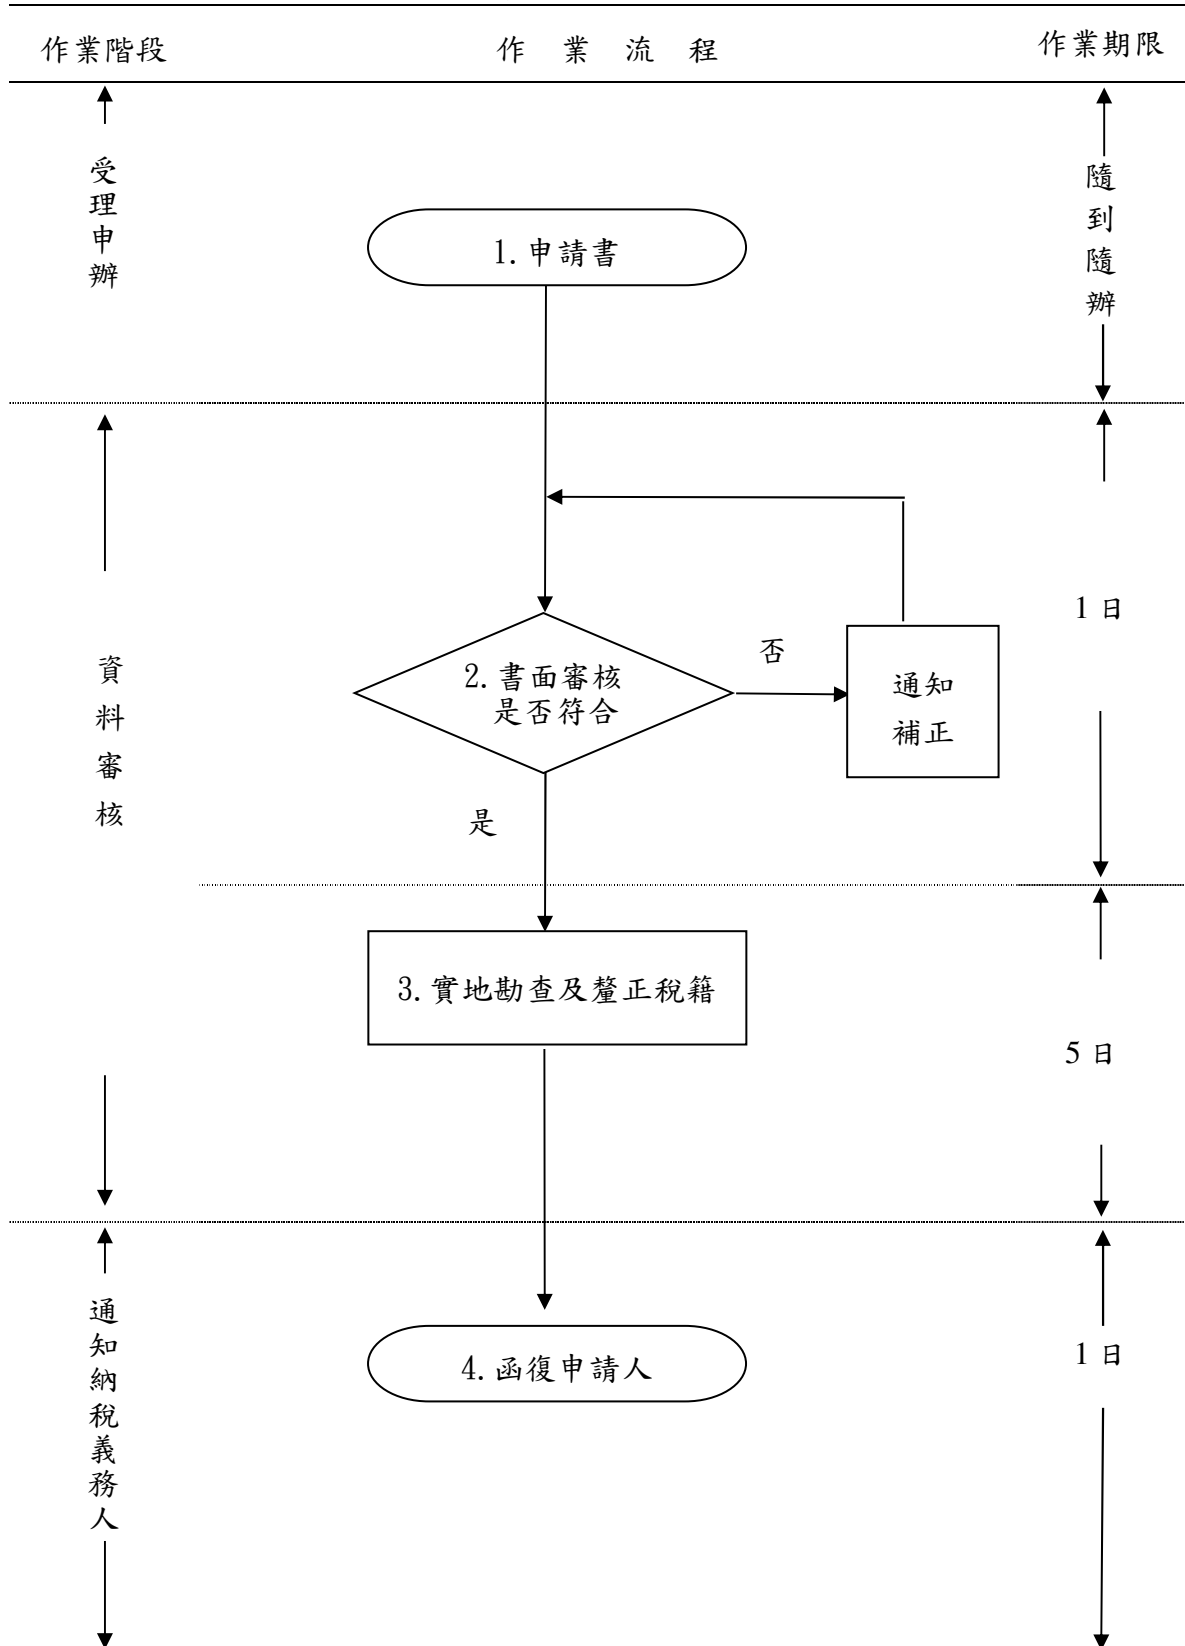 作業階段 作業流程 作業期限
受理申辦
隨到隨辦
1.申請書
資料審核
1日
2.書面審核
是否符合
否
通知
補正
是
3.實地勘查及釐正稅籍
5日
通知納稅義務人
4.函復申請人
1日